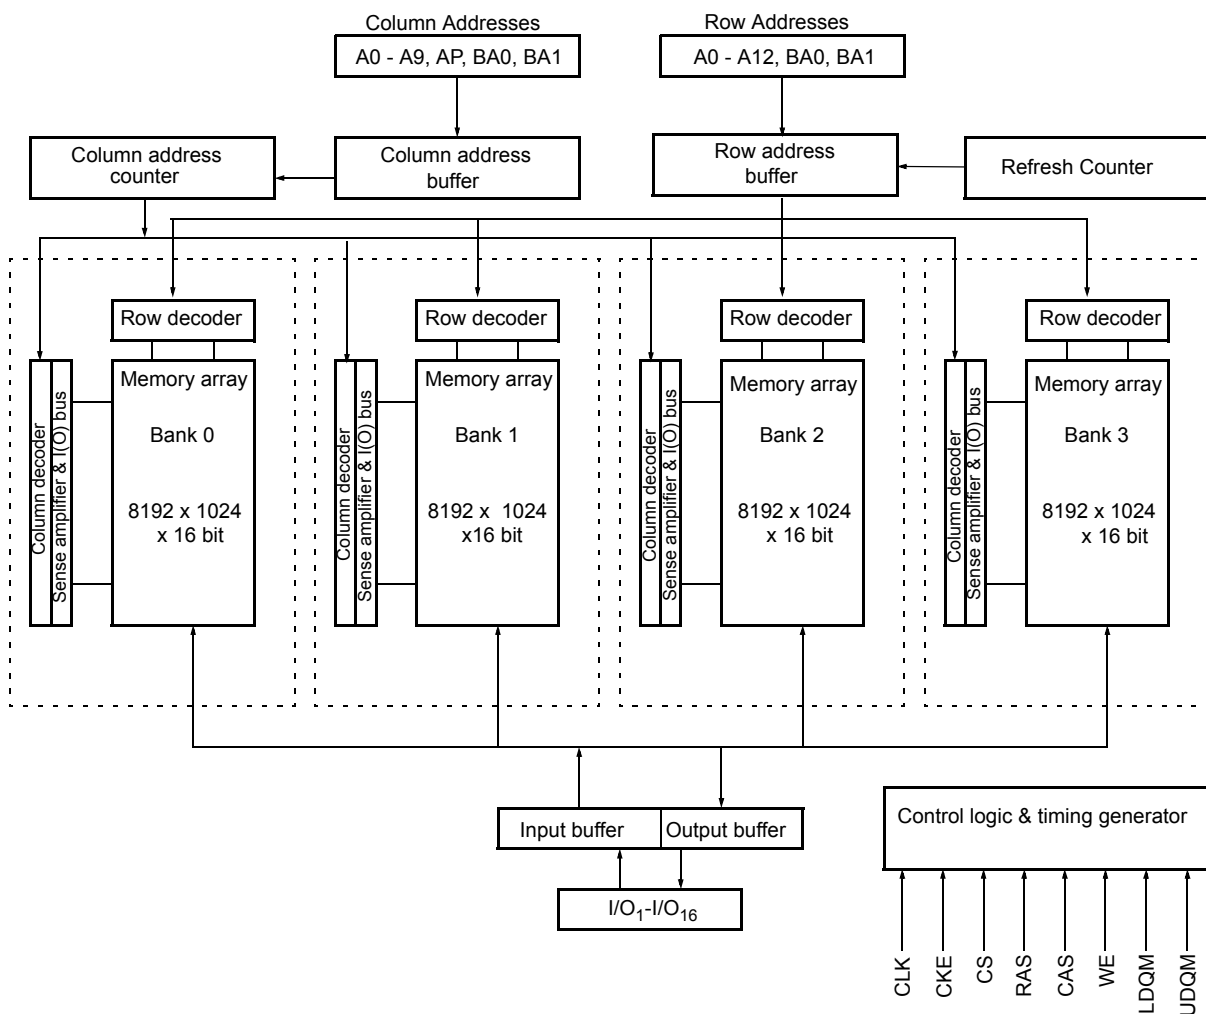 Column Addresses
Row Addresses
A0 - A9, AP, BA0, BA1
A0 - A12, BA0, BA1
Column address
counter
Column address
buffer
Row address
buffer
Refresh Counter
Row decoder
Row decoder
Row decoder
Row decoder
Column decoder
Sense amplifier & I(O) bus
Memory array
Bank 0
8192 x 1024
x 16 bit
Column decoder
Sense amplifier & I(O) bus
Memory array
Bank 1
8192 x 1024
x16 bit
Column decoder
Sense amplifier & I(O) bus
Memory array
Bank 2
8192 x 1024
x 16 bit
Column decoder
Sense amplifier & I(O) bus
Memory array
Bank 3
8192 x 1024
x 16 bit
Input buffer
Output buffer
I/O1-I/O16
Control logic & timing generator
CLK
CKE
CS
RAS
CAS
WE
LDQM
UDQM